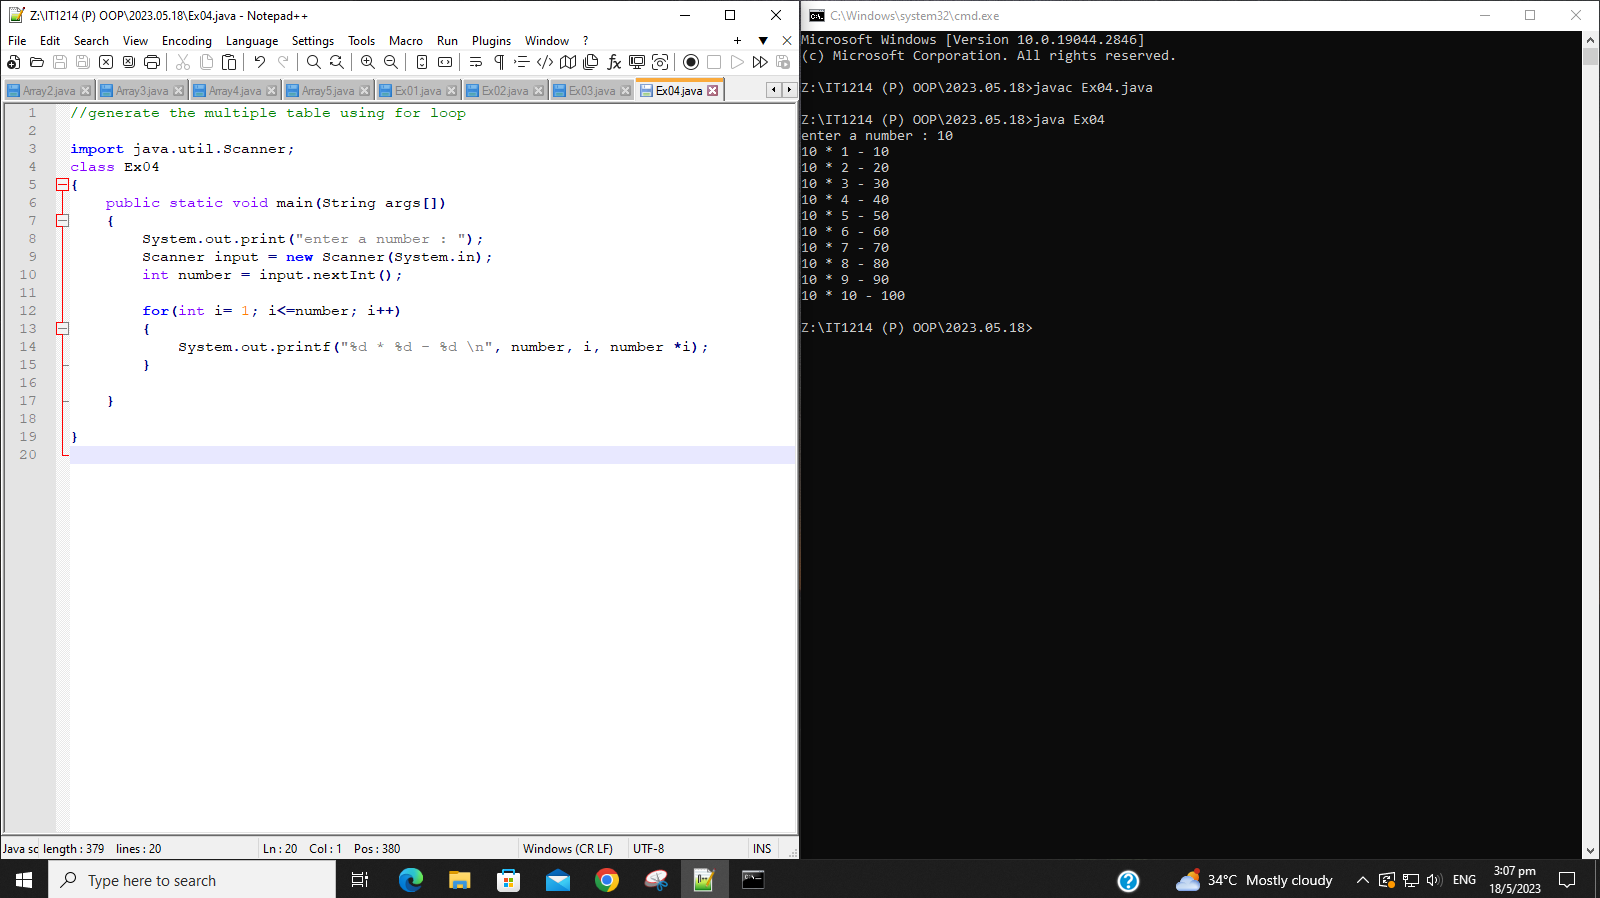 Z:\IT1214 (P) OOP\2023.05.18\Ex04.java - Notepad++
File Edit Search View Encoding Language Settings Tools Macro Run Plugins Window ?
Array2.java Array3.java Array4.java Array5.java Ex01.java Ex02.java Ex03.java Ex04.java
1 //generate the multiple table using for loop
2
3 import java.util.Scanner;
4 class Ex04
5 {
6 public static void main(String args[])
7 {
8 System.out.print("enter a number : ");
9 Scanner input = new Scanner(System.in);
10 int number = input.nextInt();
11
12 for(int i= 1; i<=number; i++)
13 {
14 System.out.printf("%d * %d - %d \n", number, i, number *i);
15 }
16
17 }
18
19 }
20
Java sc length : 379 lines : 20 Ln : 20 Col : 1 Pos : 380 Windows (CR LF) UTF-8 INS
C:\Windows\system32\cmd.exe
Microsoft Windows [Version 10.0.19044.2846]
(c) Microsoft Corporation. All rights reserved.
Z:\IT1214 (P) OOP\2023.05.18>javac Ex04.java
Z:\IT1214 (P) OOP\2023.05.18>java Ex04
enter a number : 10
10 * 1 - 10
10 * 2 - 20
10 * 3 - 30
10 * 4 - 40
10 * 5 - 50
10 * 6 - 60
10 * 7 - 70
10 * 8 - 80
10 * 9 - 90
10 * 10 - 100
Z:\IT1214 (P) OOP\2023.05.18>
Type here to search
34°C Mostly cloudy
ENG
3:07 pm
18/5/2023